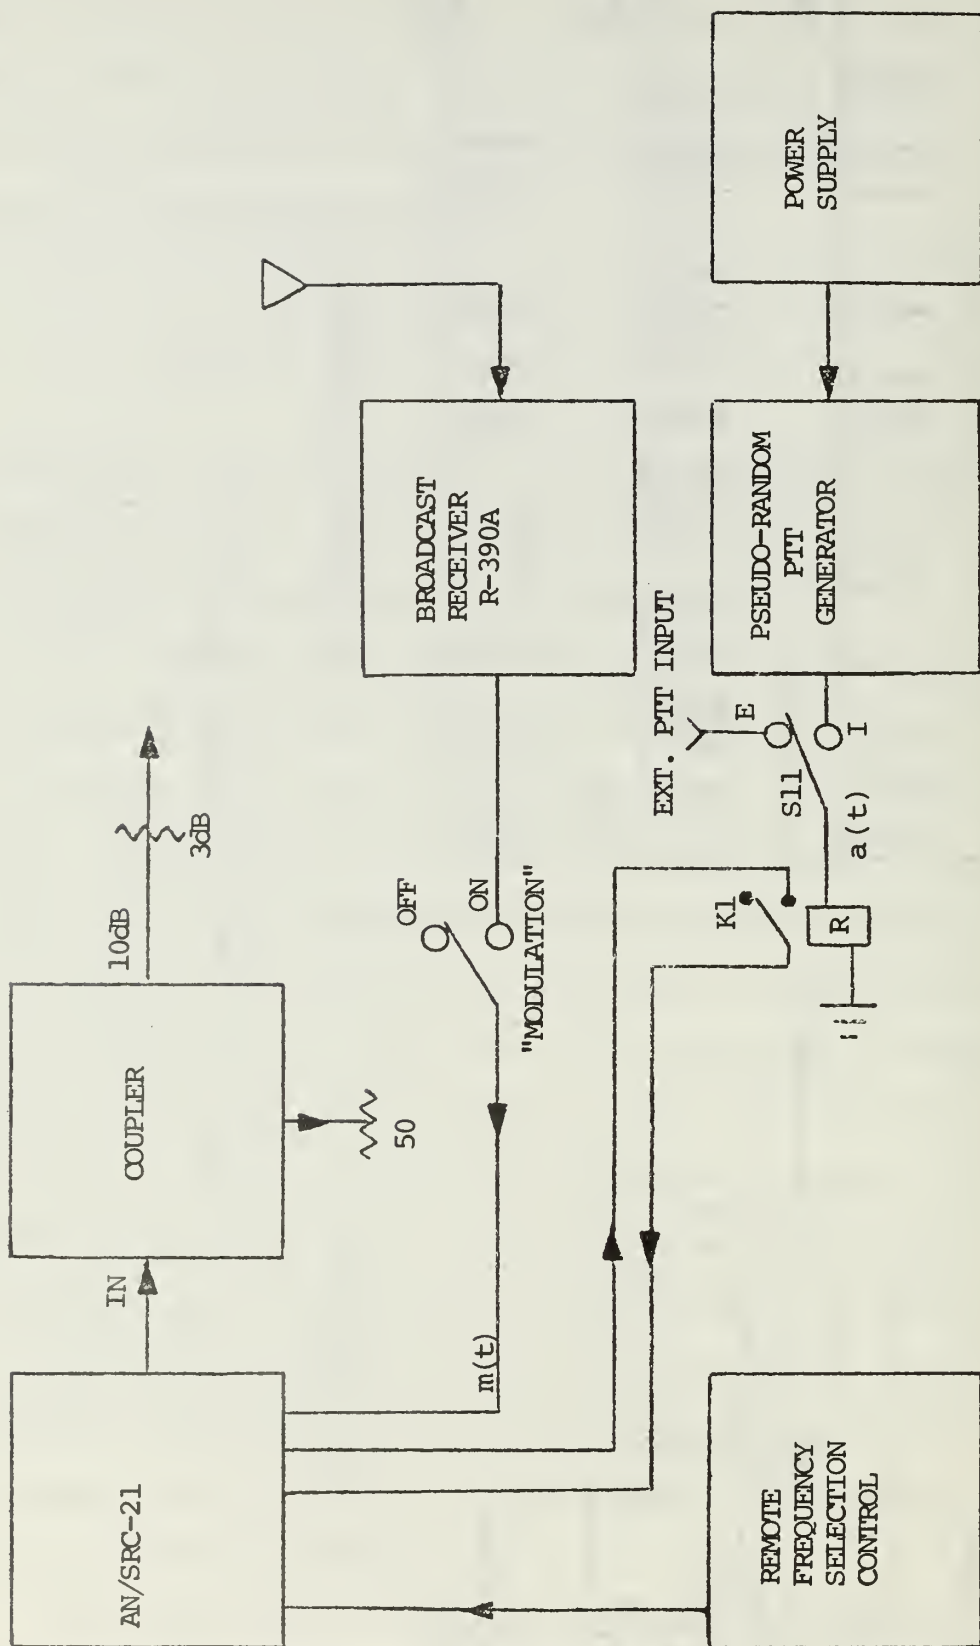 AN/SRC-21
IN
COUPLER
10dB
3dB
50
m(t)
OFF
ON
"MODULATION"
BROADCAST
RECEIVER
R-390A
REMOTE
FREQUENCY
SELECTION
CONTROL
K1
R
a(t)
S11
E
I
EXT. PTT INPUT
PSEUDO-RANDOM
PTT
GENERATOR
POWER
SUPPLY